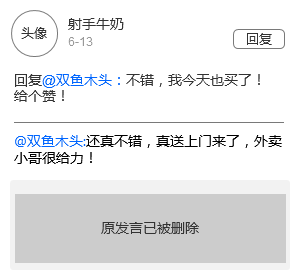 头像
射手牛奶
6-13
回复
回复@双鱼木头：不错，我今天也买了！
给个赞！
@双鱼木头:还真不错，真送上门来了，外卖
小哥很给力！
原发言已被删除